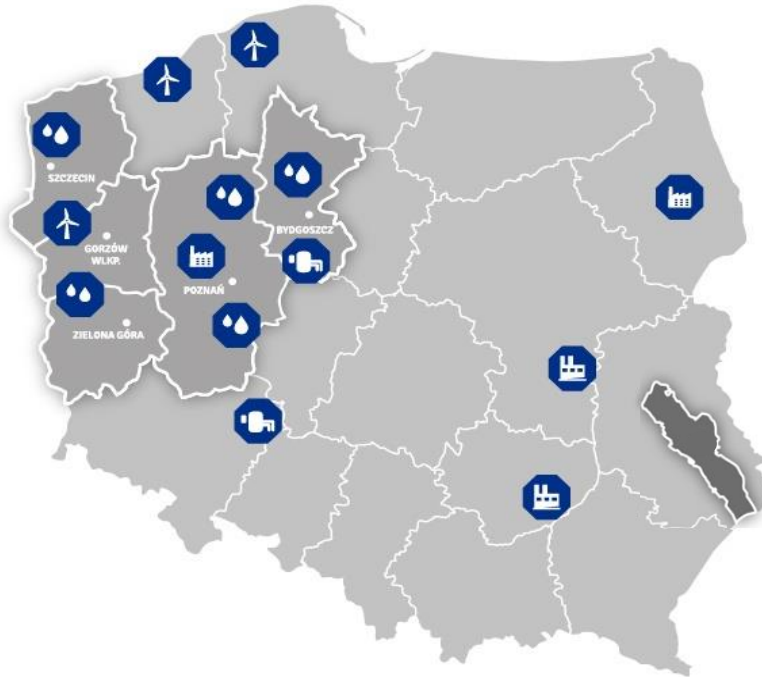 SZCZECIN
GORZÓW
WLKP.
BYDGOSZCZ
POZNAŃ
ZIELONA GÓRA